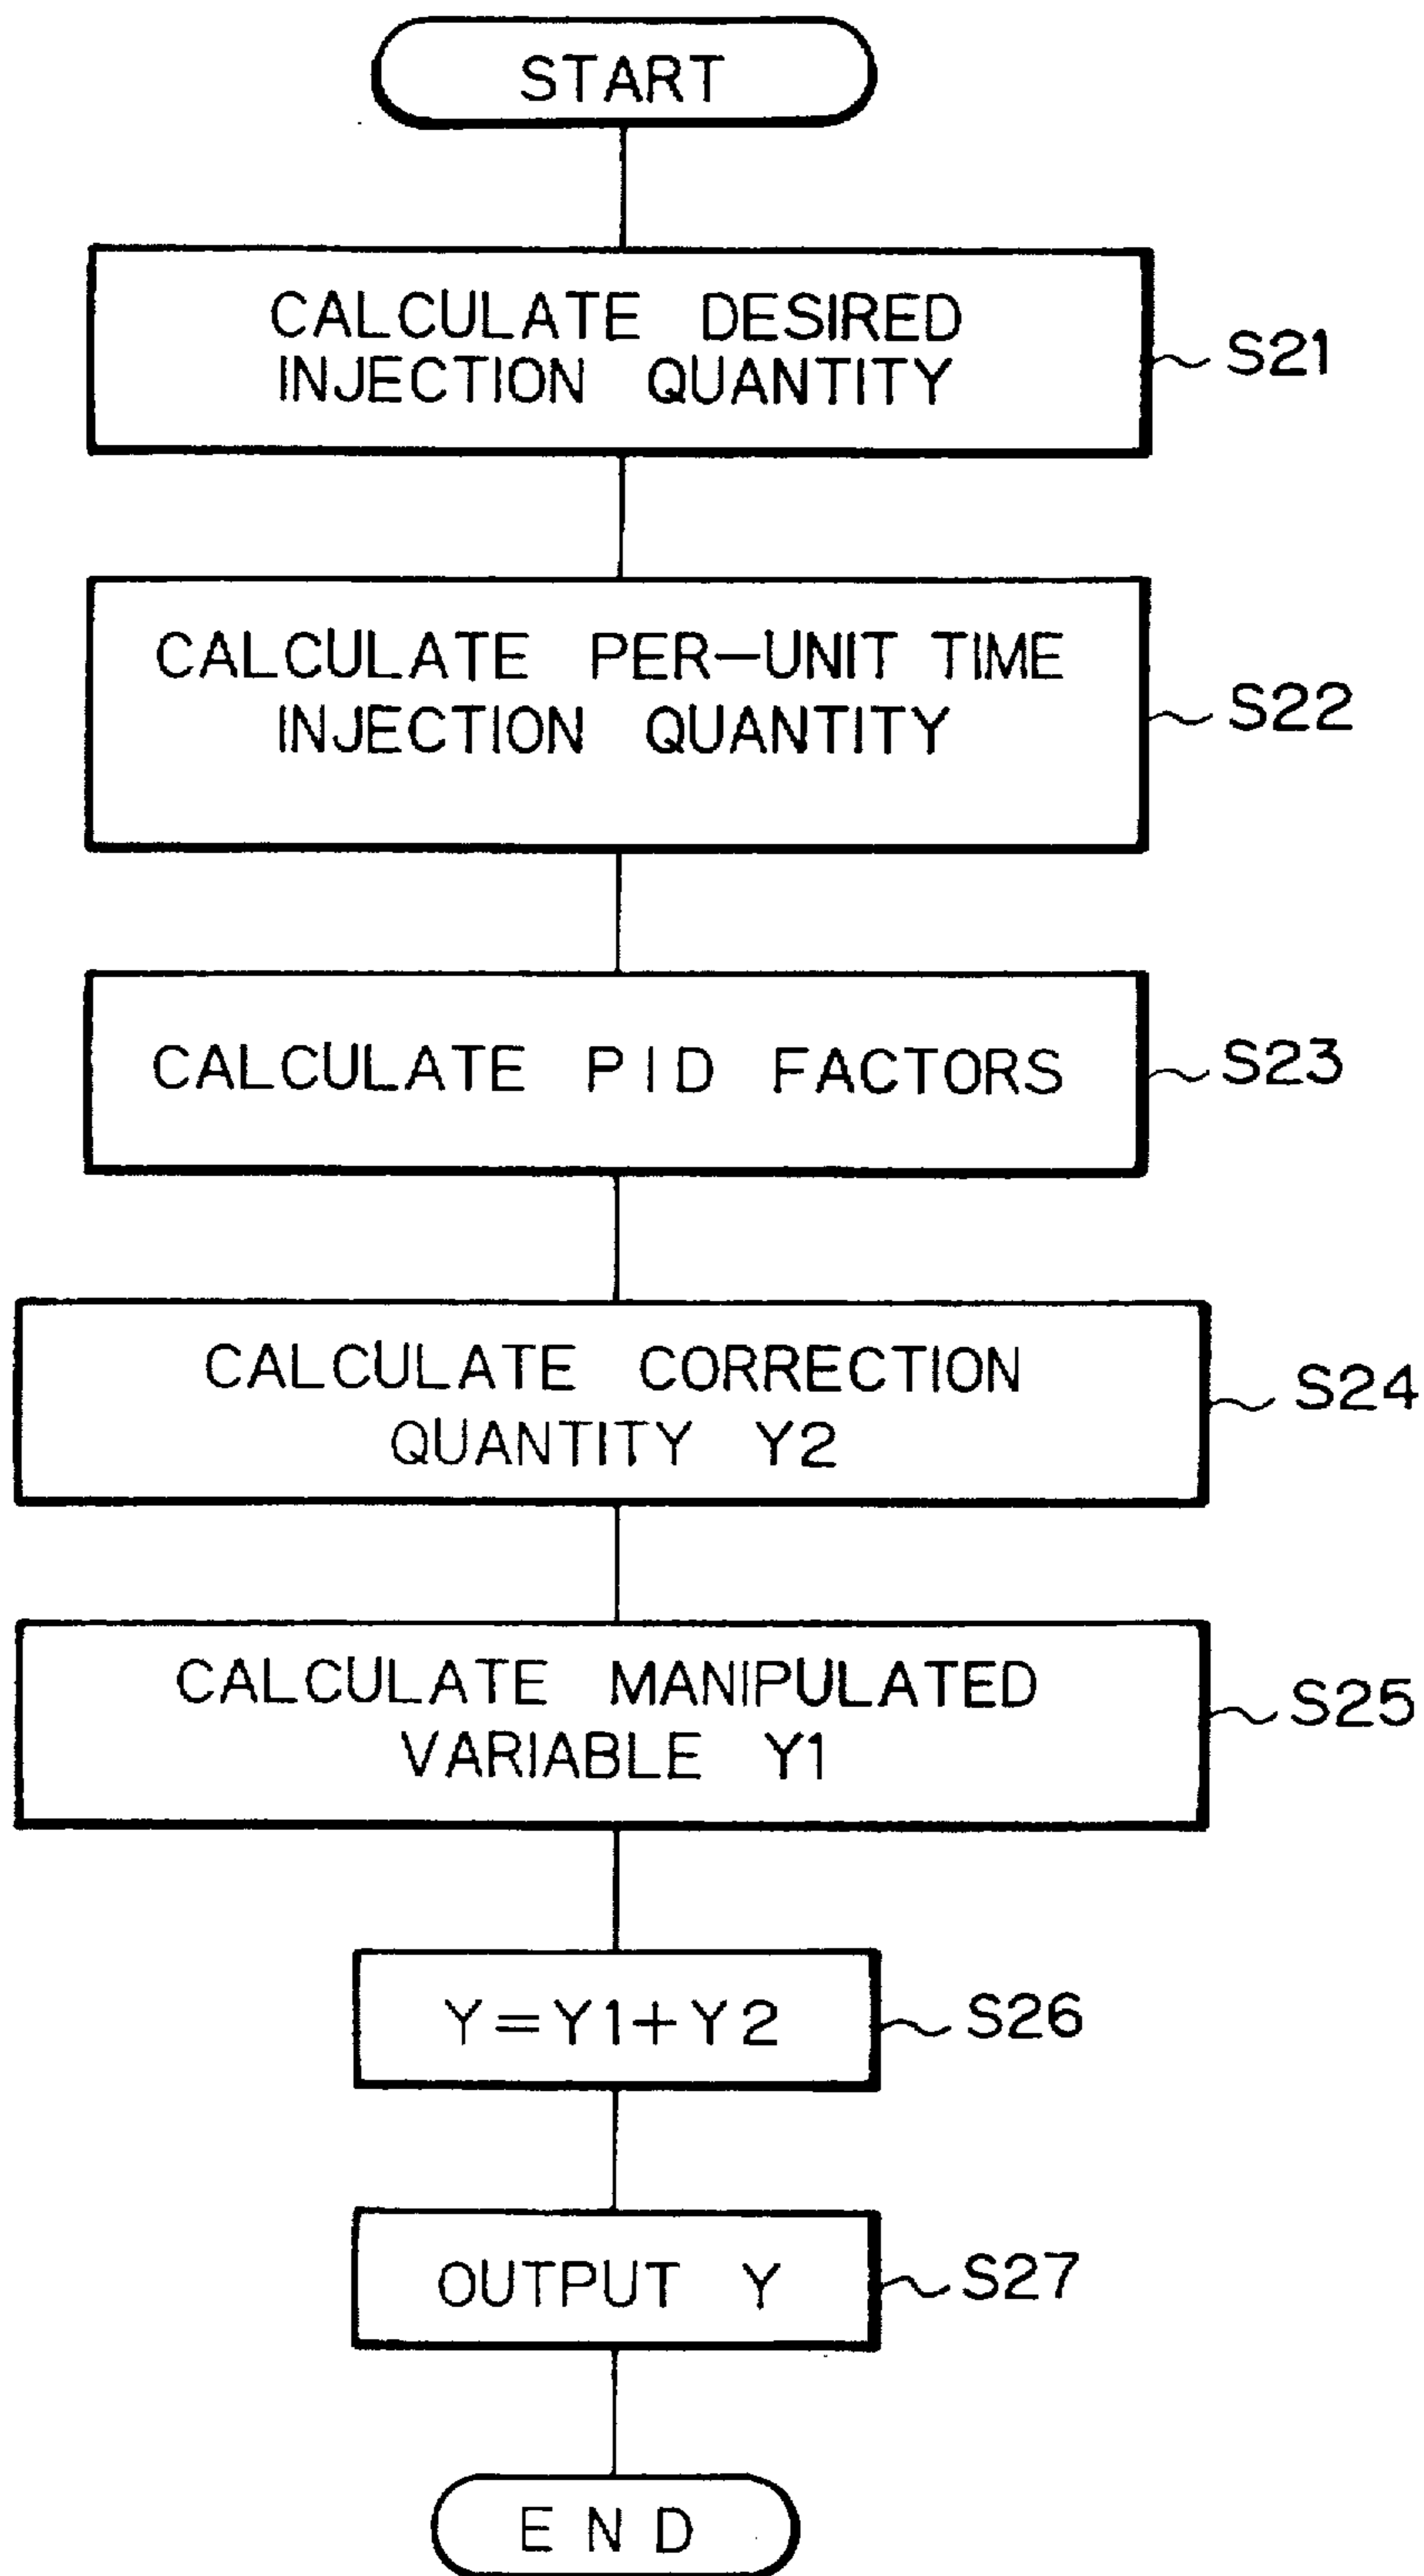 START
CALCULATE DESIRED
INJECTION QUANTITY
S21
CALCULATE PER-UNIT TIME
INJECTION QUANTITY
S22
CALCULATE PID FACTORS
S23
CALCULATE CORRECTION
QUANTITY Y2
S24
CALCULATE MANIPULATED
VARIABLE Y1
S25
Y=Y1+Y2
S26
OUTPUT Y
S27
END